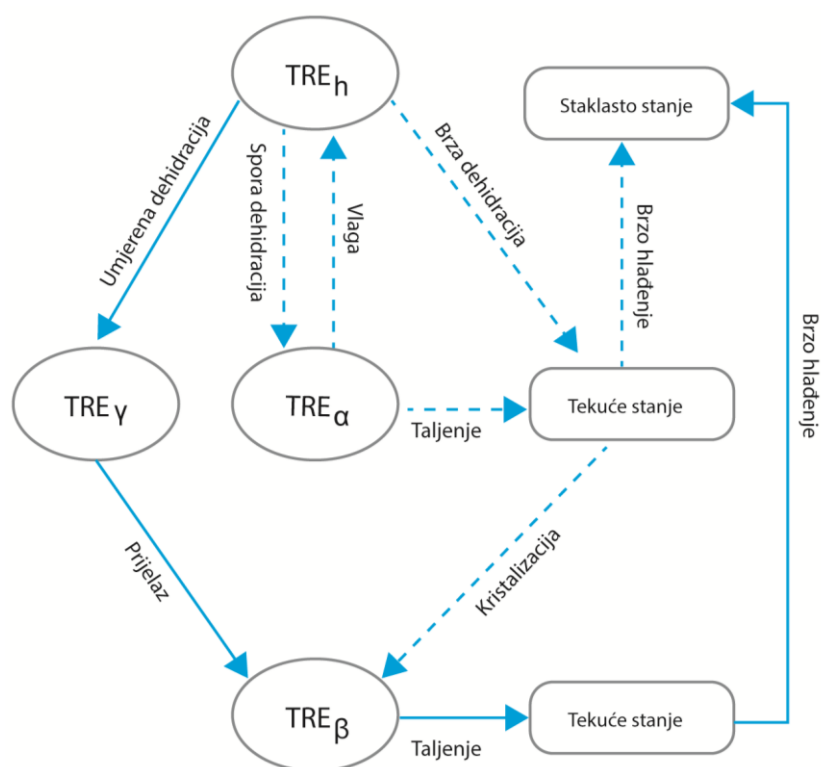 TREh
Staklasto stanje
Umjerena dehidracija
Spora dehidracija
Vlaga
Brza dehidracija
Brzo hlađenje
Brzo hlađenje
TREγ
TREα
Taljenje
Tekuće stanje
Prijelaz
Kristalizacija
TREβ
Taljenje
Tekuće stanje